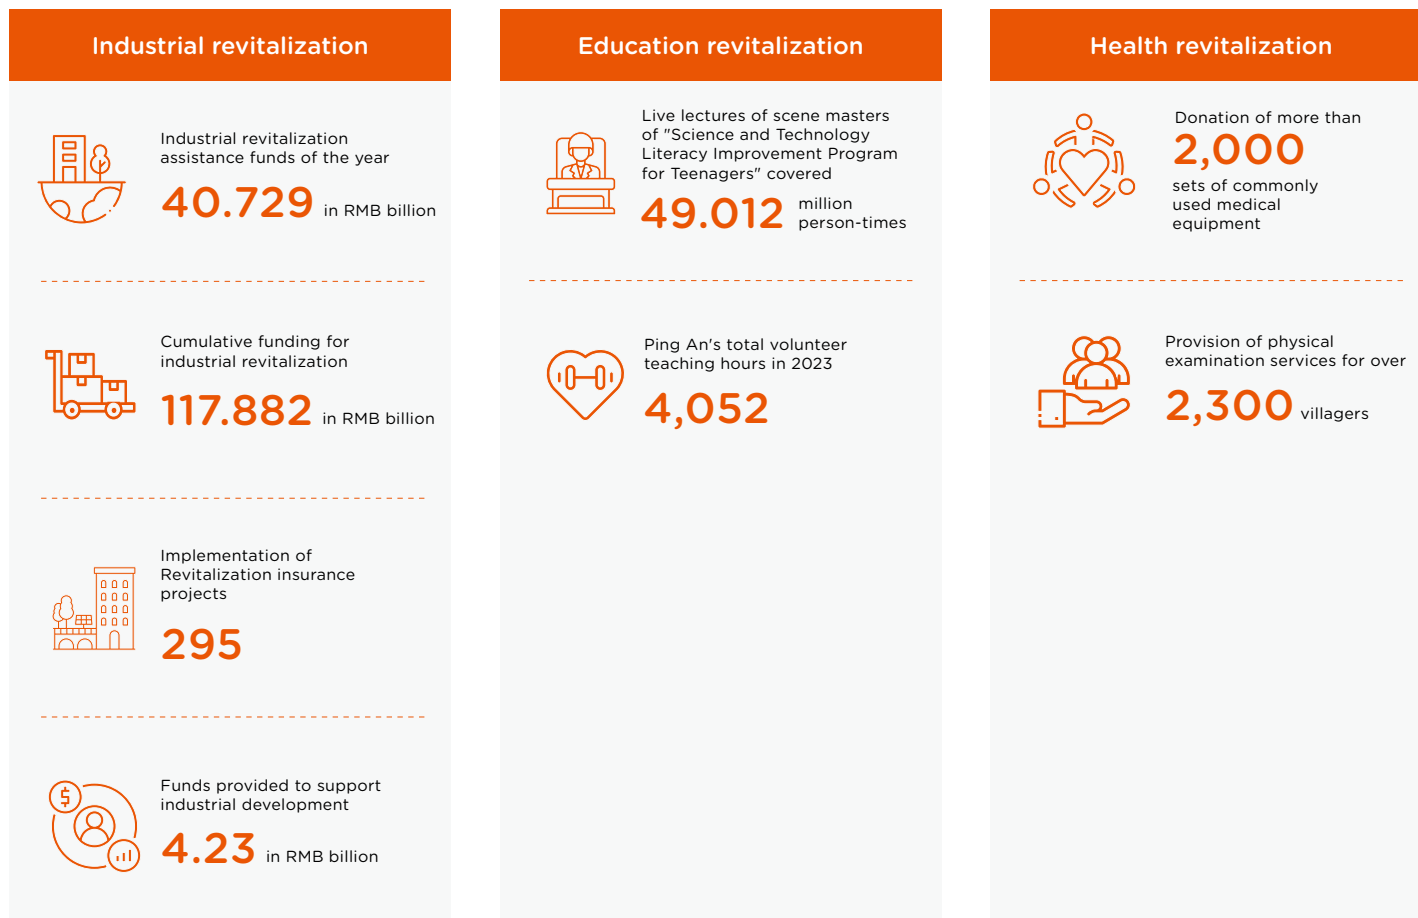 Industrial revitalization
Industrial revitalization
assistance funds of the year
40.729 in RMB billion
Cumulative funding for
industrial revitalization
117.882 in RMB billion
Implementation of
Revitalization insurance
projects
295
Funds provided to support
industrial development
4.23 in RMB billion
Education revitalization
Live lectures of scene masters
of "Science and Technology
Literacy Improvement Program
for Teenagers" covered
49.012 million
person-times
Ping An's total volunteer
teaching hours in 2023
4,052
Health revitalization
Donation of more than
2,000
sets of commonly
used medical
equipment
Provision of physical
examination services for over
2,300 villagers